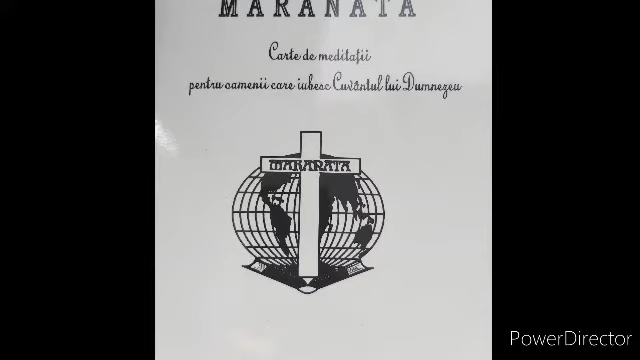 MARANATA
Carte de meditații
pentru oamenii care iubesc Cuvântul lui Dumnezeu
MARANATA
PowerDirector